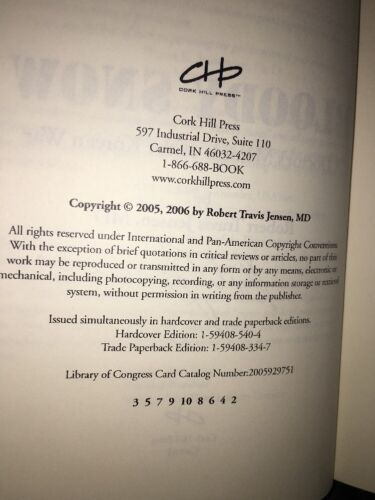 CHP
CORK HILL PRESS™
Cork Hill Press
597 Industrial Drive, Suite 110
Carmel, IN 46032-4207
1-866-688-BOOK
www.corkhillpress.com
Copyright © 2005, 2006 by Robert Travis Jensen, MD
All rights reserved under International and Pan-American Copyright Conventions.
With the exception of brief quotations in critical reviews or articles, no part of this
work may be reproduced or transmitted in any form or by any means, electronic or
mechanical, including photocopying, recording, or any information storage or retrieval
system, without permission in writing from the publisher.
Issued simultaneously in hardcover and trade paperback editions.
Hardcover Edition: 1-59408-540-4
Trade Paperback Edition: 1-59408-334-7
Library of Congress Card Catalog Number:2005929751
3 5 7 9 10 8 6 4 2